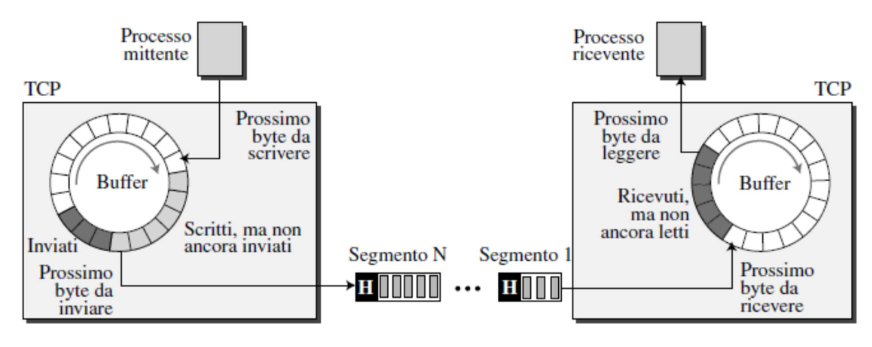 Processo
mittente
TCP
Prossimo
byte da
scrivere
Buffer
Scritti, ma non
ancora inviati
Inviati
Prossimo
byte da
inviare
Segmento N
H
...
Segmento 1
H
Processo
ricevente
TCP
Prossimo
byte da
leggere
Buffer
Ricevuti,
ma non
ancora letti
Prossimo
byte da
ricevere